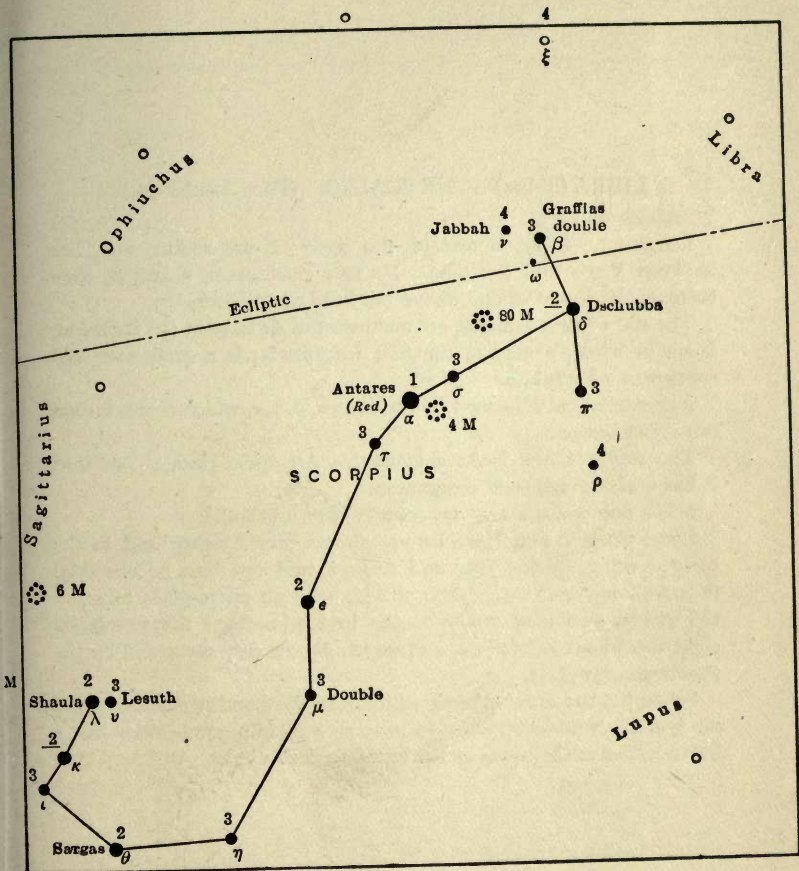 4
ξ
Ophiuchus
Libra
Jabbah
4
ν
3
Graffias
double
β
ω
Ecliptic
80 M
2
Dschubba
δ
3
σ
Antares
(Red)
1
α
4 M
3
π
3
τ
SCORPIUS
4
ρ
Sagittarius
6 M
2
e
M
Shaula
2
λ
3
υ
Lesuth
3
μ
Double
Lupus
2
κ
3
ι
Sargas
2
θ
3
η